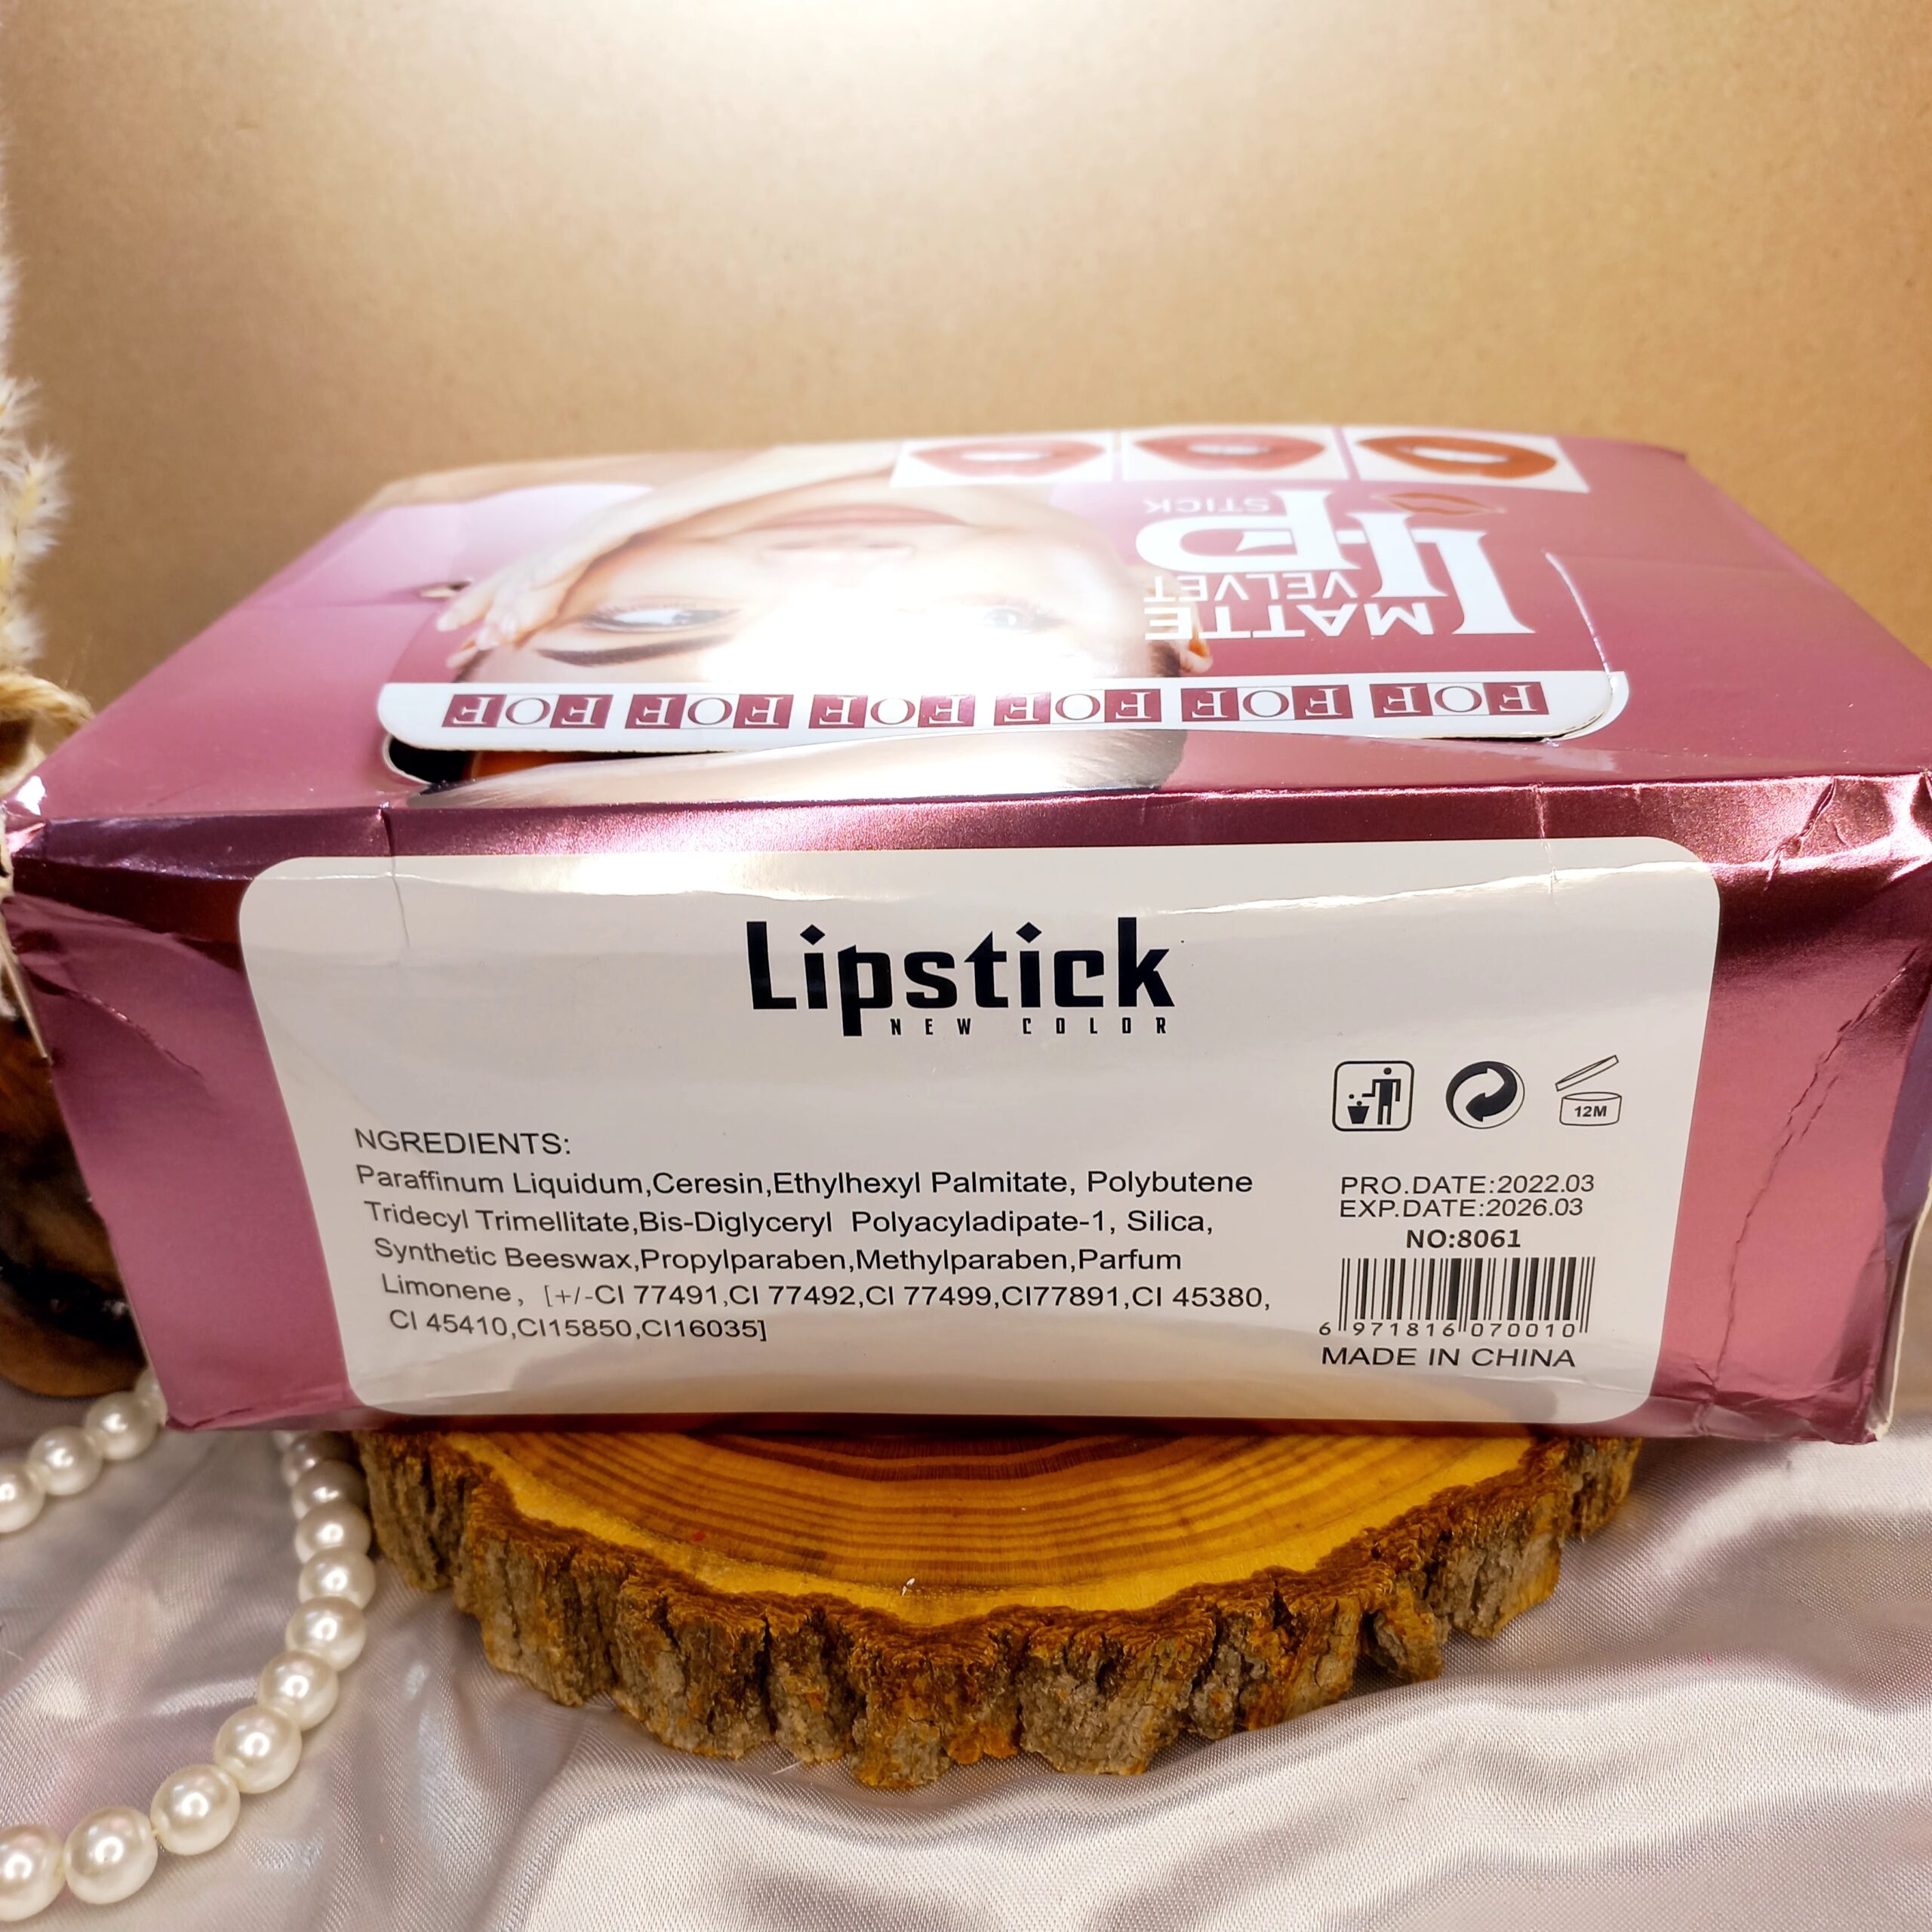 STICK
LIP
VELVET
MATTE
FOF FOF FOF FOF FOF FOF
Lipstick
NEW COLOR
12M
NGREDIENTS:
Paraffinum Liquidum,Ceresin,Ethylhexyl Palmitate, Polybutene
Tridecyl Trimellitate,Bis-Diglyceryl Polyacyladipate-1, Silica,
Synthetic Beeswax,Propylparaben,Methylparaben,Parfum
Limonene, [+/-CI 77491,CI 77492,CI 77499,CI77891,CI 45380,
CI 45410,CI15850,CI16035]
PRO.DATE:2022.03
EXP.DATE:2026.03
NO:8061
6 971816 070010
MADE IN CHINA